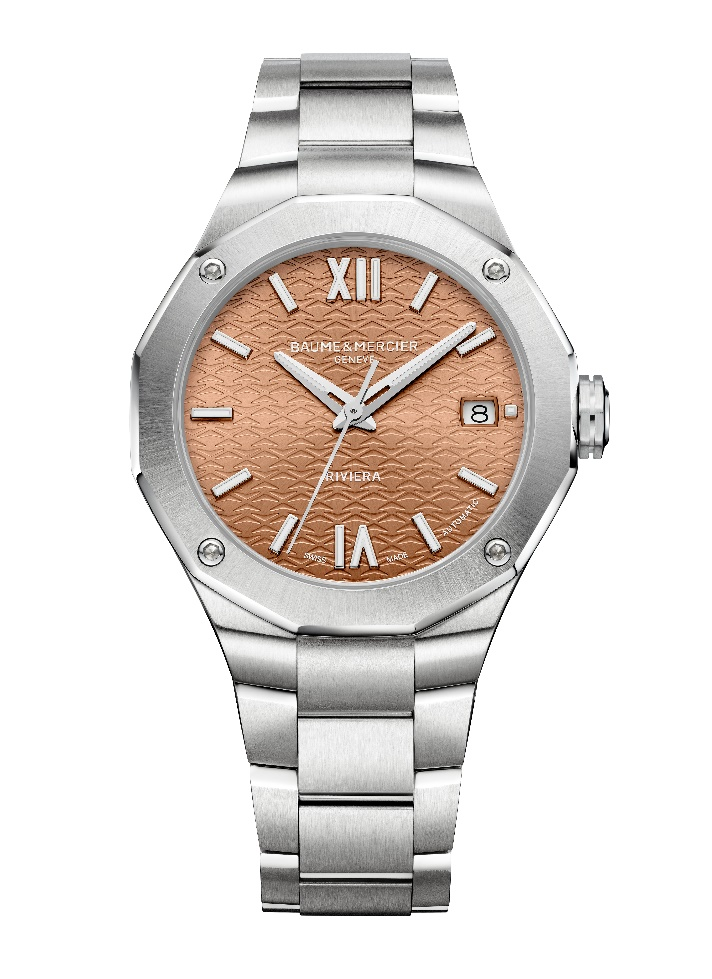 XII
BAUME & MERCIER
GENEVE
8
RIVIERA
AUTOMATIC
VI
SWISS MADE